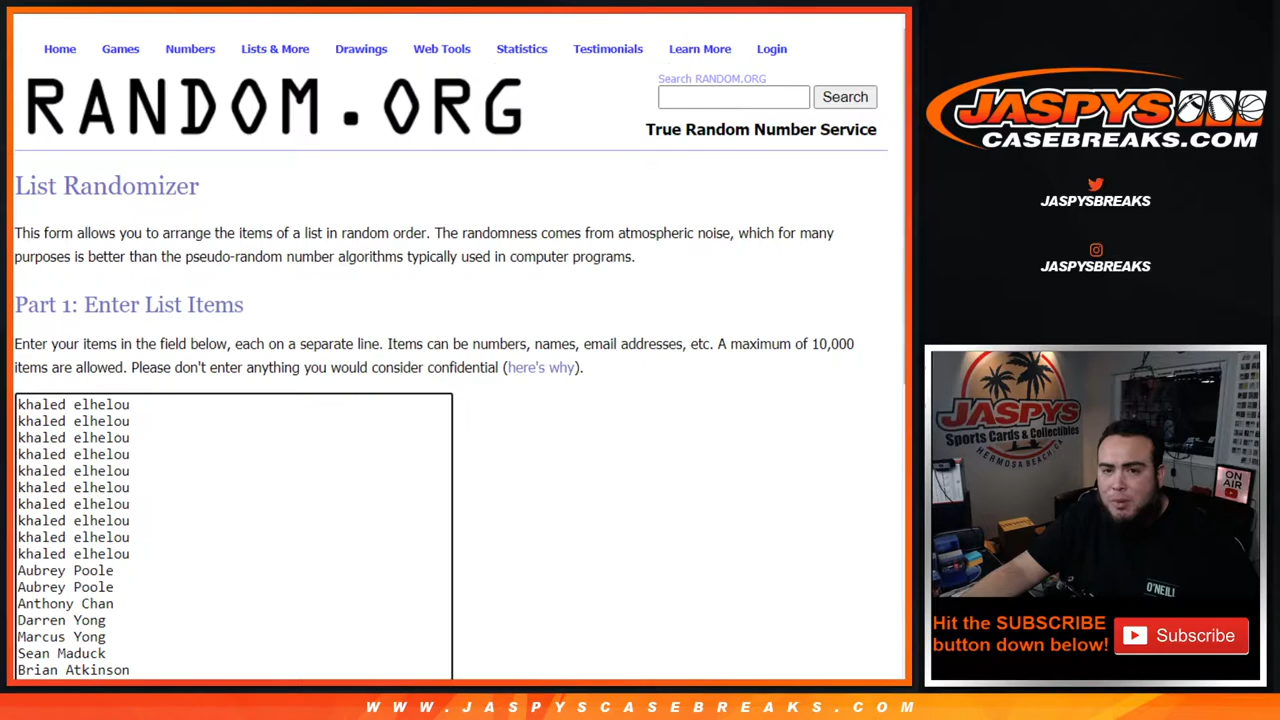 Home Games Numbers Lists & More Drawings Web Tools Statistics Testimonials Learn More Login
RANDOM.ORG
Search RANDOM.ORG
Search
True Random Number Service
List Randomizer
This form allows you to arrange the items of a list in random order. The randomness comes from atmospheric noise, which for many
purposes is better than the pseudo-random number algorithms typically used in computer programs.
Part 1: Enter List Items
Enter your items in the field below, each on a separate line. Items can be numbers, names, email addresses, etc. A maximum of 10,000
items are allowed. Please don't enter anything you would consider confidential (here's why).
khaled elhelou
khaled elhelou
khaled elhelou
khaled elhelou
khaled elhelou
khaled elhelou
khaled elhelou
khaled elhelou
khaled elhelou
khaled elhelou
Aubrey Poole
Aubrey Poole
Anthony Chan
Darren Yong
Marcus Yong
Sean Maduck
Brian Atkinson
JASPYS
CASEBREAKS.COM
JASPYSBREAKS
JASPYSBREAKS
JASPYS
Sports Cards & Collectibles
HERMOSA BEACH, CA
ON
AIR
O'NEILL
Hit the SUBSCRIBE
button down below!
Subscribe
WWW.JASPYSCASEBREAKS.COM